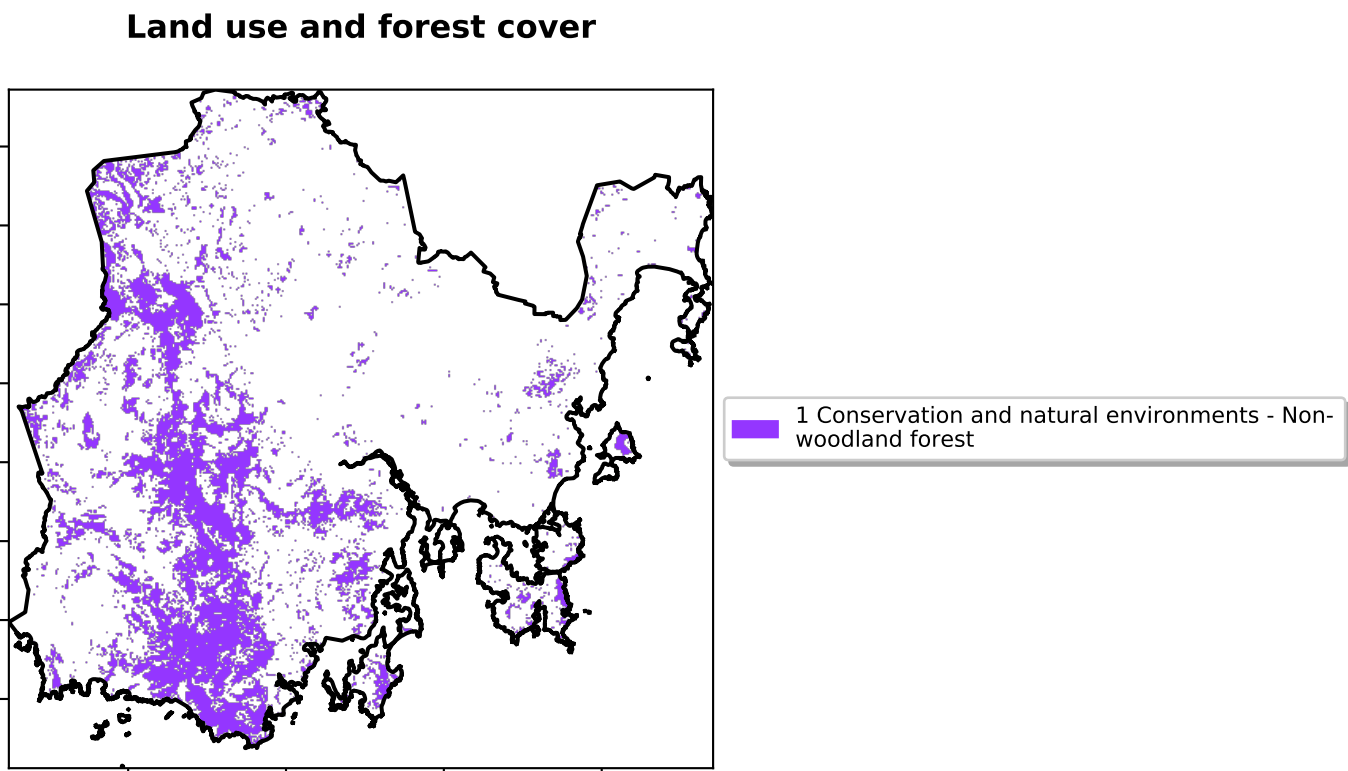 Land use and forest cover
1 Conservation and natural environments - Non-
woodland forest